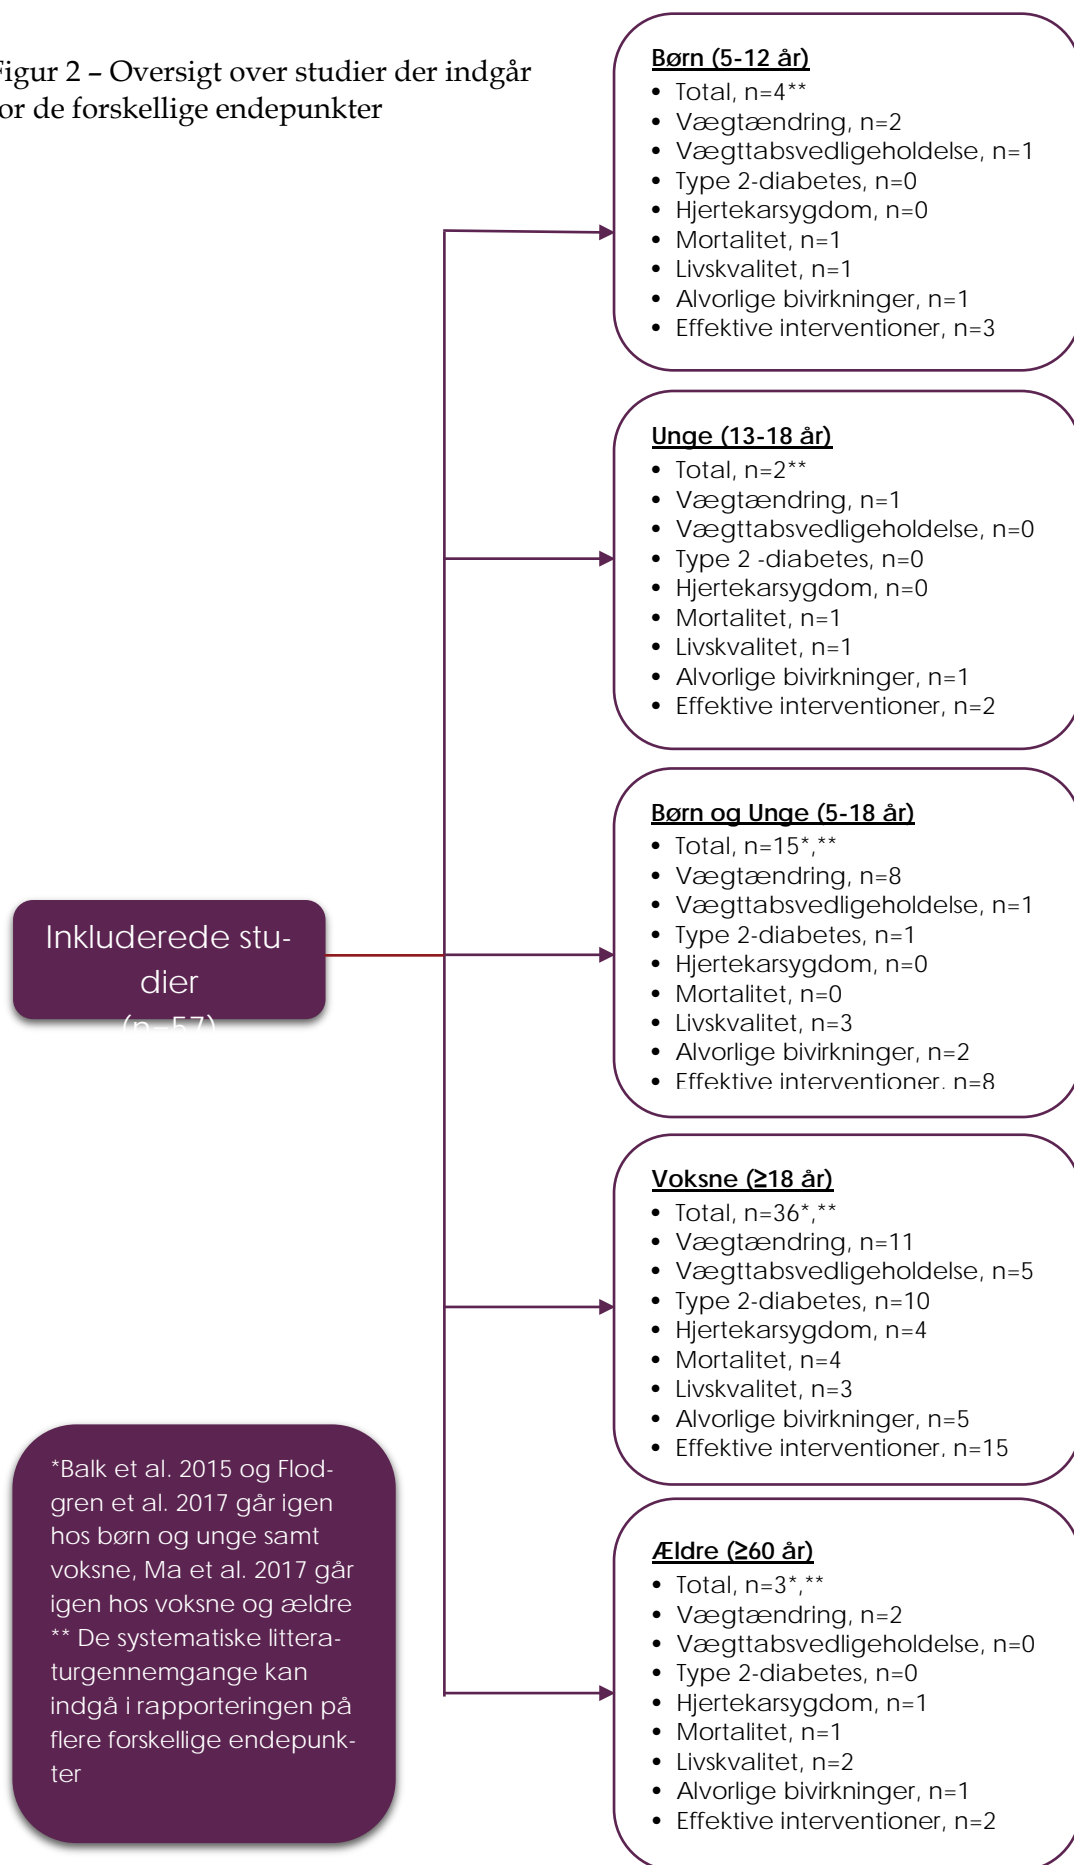 Figur 2 – Oversigt over studier der indgår
for de forskellige endepunkter
Børn (5-12 år)
• Total, n=4**
• Vægtændring, n=2
• Vægttabsvedligeholdelse, n=1
• Type 2-diabetes, n=0
• Hjertekarsygdom, n=0
• Mortalitet, n=1
• Livskvalitet, n=1
• Alvorlige bivirkninger, n=1
• Effektive interventioner, n=3
Unge (13-18 år)
• Total, n=2**
• Vægtændring, n=1
• Vægttabsvedligeholdelse, n=0
• Type 2 -diabetes, n=0
• Hjertekarsygdom, n=0
• Mortalitet, n=1
• Livskvalitet, n=1
• Alvorlige bivirkninger, n=1
• Effektive interventioner, n=2
Børn og Unge (5-18 år)
• Total, n=15*,**
• Vægtændring, n=8
• Vægttabsvedligeholdelse, n=1
• Type 2-diabetes, n=1
• Hjertekarsygdom, n=0
• Mortalitet, n=0
• Livskvalitet, n=3
• Alvorlige bivirkninger, n=2
• Effektive interventioner, n=8
Inkluderede stu-
dier
(n=57)
Voksne (≥18 år)
• Total, n=36*,**
• Vægtændring, n=11
• Vægttabsvedligeholdelse, n=5
• Type 2-diabetes, n=10
• Hjertekarsygdom, n=4
• Mortalitet, n=4
• Livskvalitet, n=3
• Alvorlige bivirkninger, n=5
• Effektive interventioner, n=15
Ældre (≥60 år)
• Total, n=3*,**
• Vægtændring, n=2
• Vægttabsvedligeholdelse, n=0
• Type 2-diabetes, n=0
• Hjertekarsygdom, n=1
• Mortalitet, n=1
• Livskvalitet, n=2
• Alvorlige bivirkninger, n=1
• Effektive interventioner, n=2
*Balk et al. 2015 og Flod-
gren et al. 2017 går igen
hos børn og unge samt
voksne, Ma et al. 2017 går
igen hos voksne og ældre
** De systematiske littera-
turgennemgange kan
indgå i rapporteringen på
flere forskellige endepunk-
ter